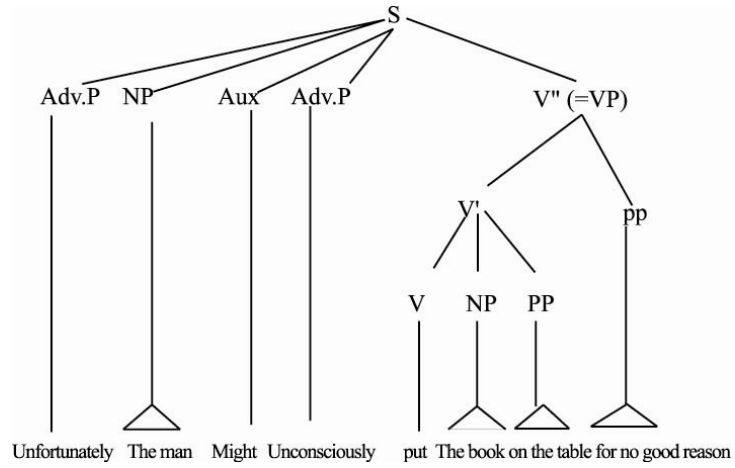 S
Adv.P NP Aux Adv.P V" (=VP)
V' pp
V NP PP
Unfortunately The man Might Unconsciously put The book on the table for no good reason